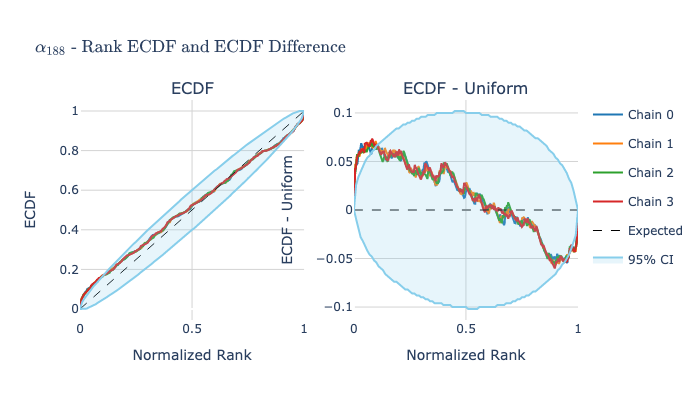 α₁₈₈ - Rank ECDF and ECDF Difference
ECDF
ECDF
1
0.8
0.6
0.4
0.2
0
0
0.5
1
Normalized Rank
ECDF - Uniform
ECDF - Uniform
0.1
0.05
0
−0.05
−0.1
0
0.5
1
Normalized Rank
Chain 0
Chain 1
Chain 2
Chain 3
Expected
95% CI